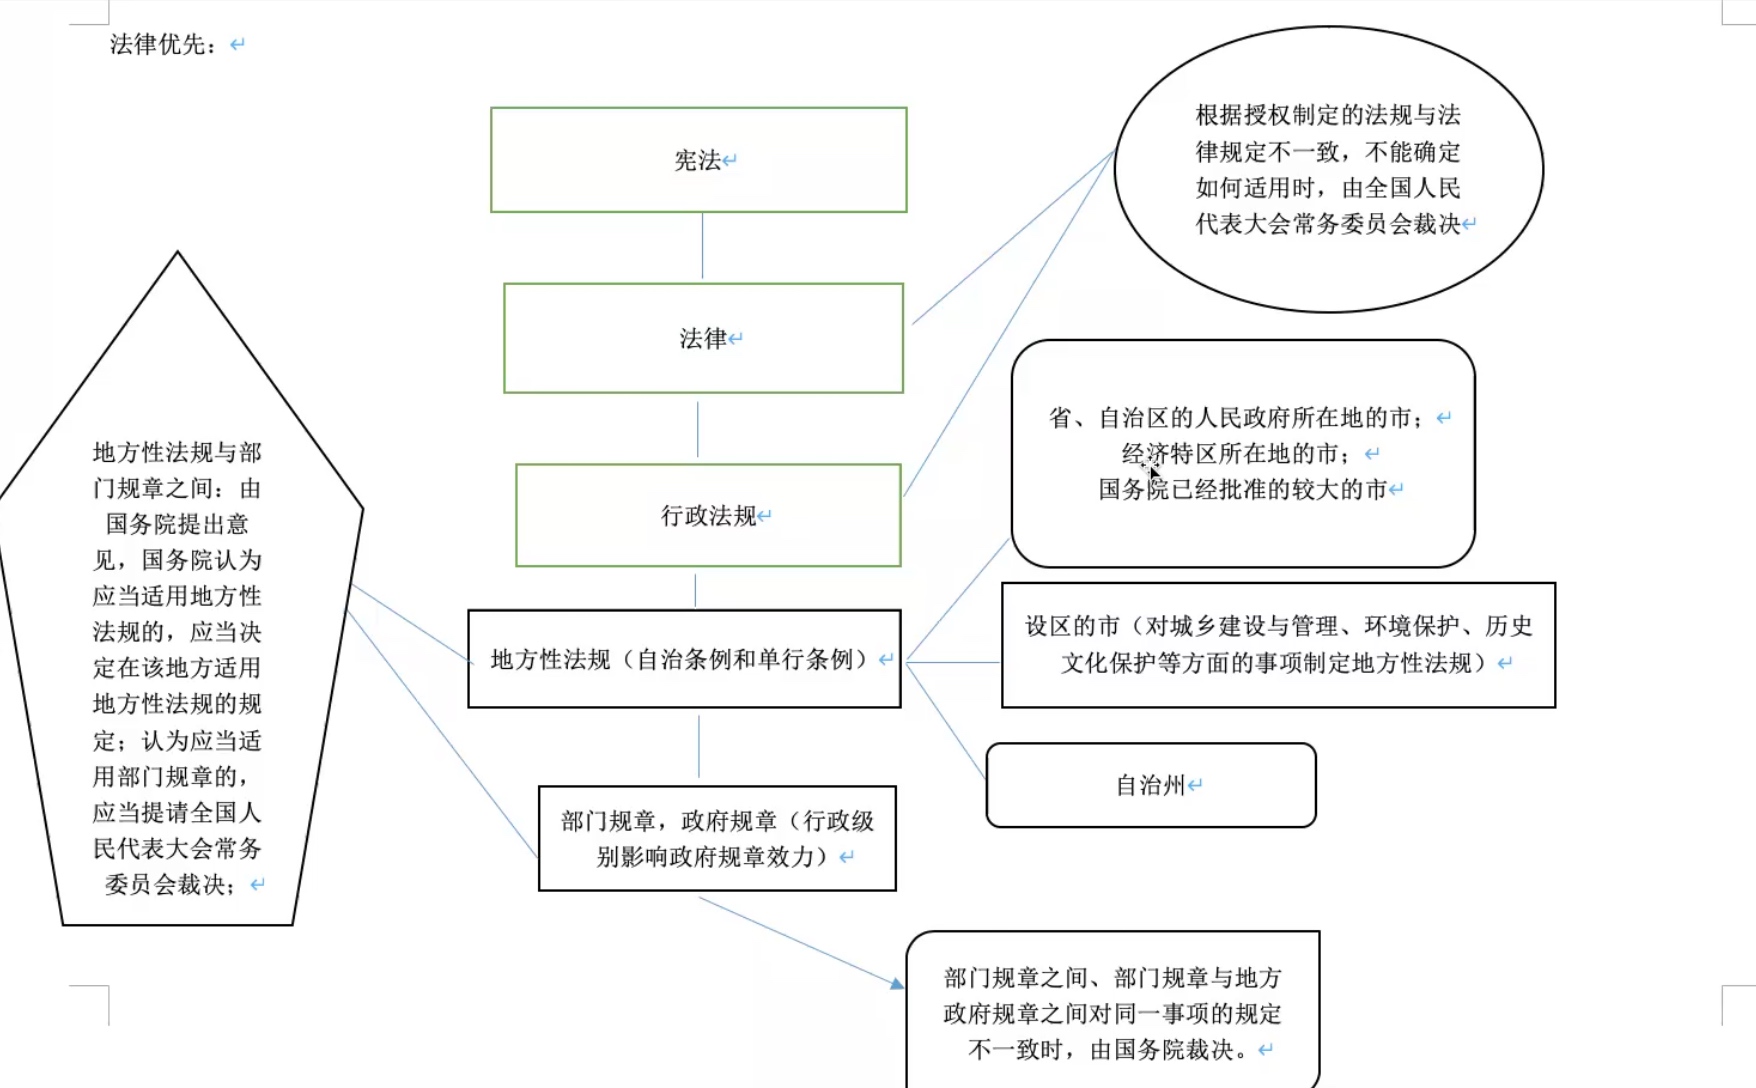 法律优先：
宪法
法律
行政法规
地方性法规（自治条例和单行条例）
部门规章，政府规章（行政级
别影响政府规章效力）
根据授权制定的法规与法
律规定不一致，不能确定
如何适用时，由全国人民
代表大会常务委员会裁决
省、自治区的人民政府所在地的市；
经济特区所在地的市；
国务院已经批准的较大的市
设区的市（对城乡建设与管理、环境保护、历史
文化保护等方面的事项制定地方性法规）
自治州
地方性法规与部
门规章之间：由
国务院提出意
见，国务院认为
应当适用地方性
法规的，应当决
定在该地方适用
地方性法规的规
定；认为应当适
用部门规章的，
应当提请全国人
民代表大会常务
委员会裁决；
部门规章之间、部门规章与地方
政府规章之间对同一事项的规定
不一致时，由国务院裁决。